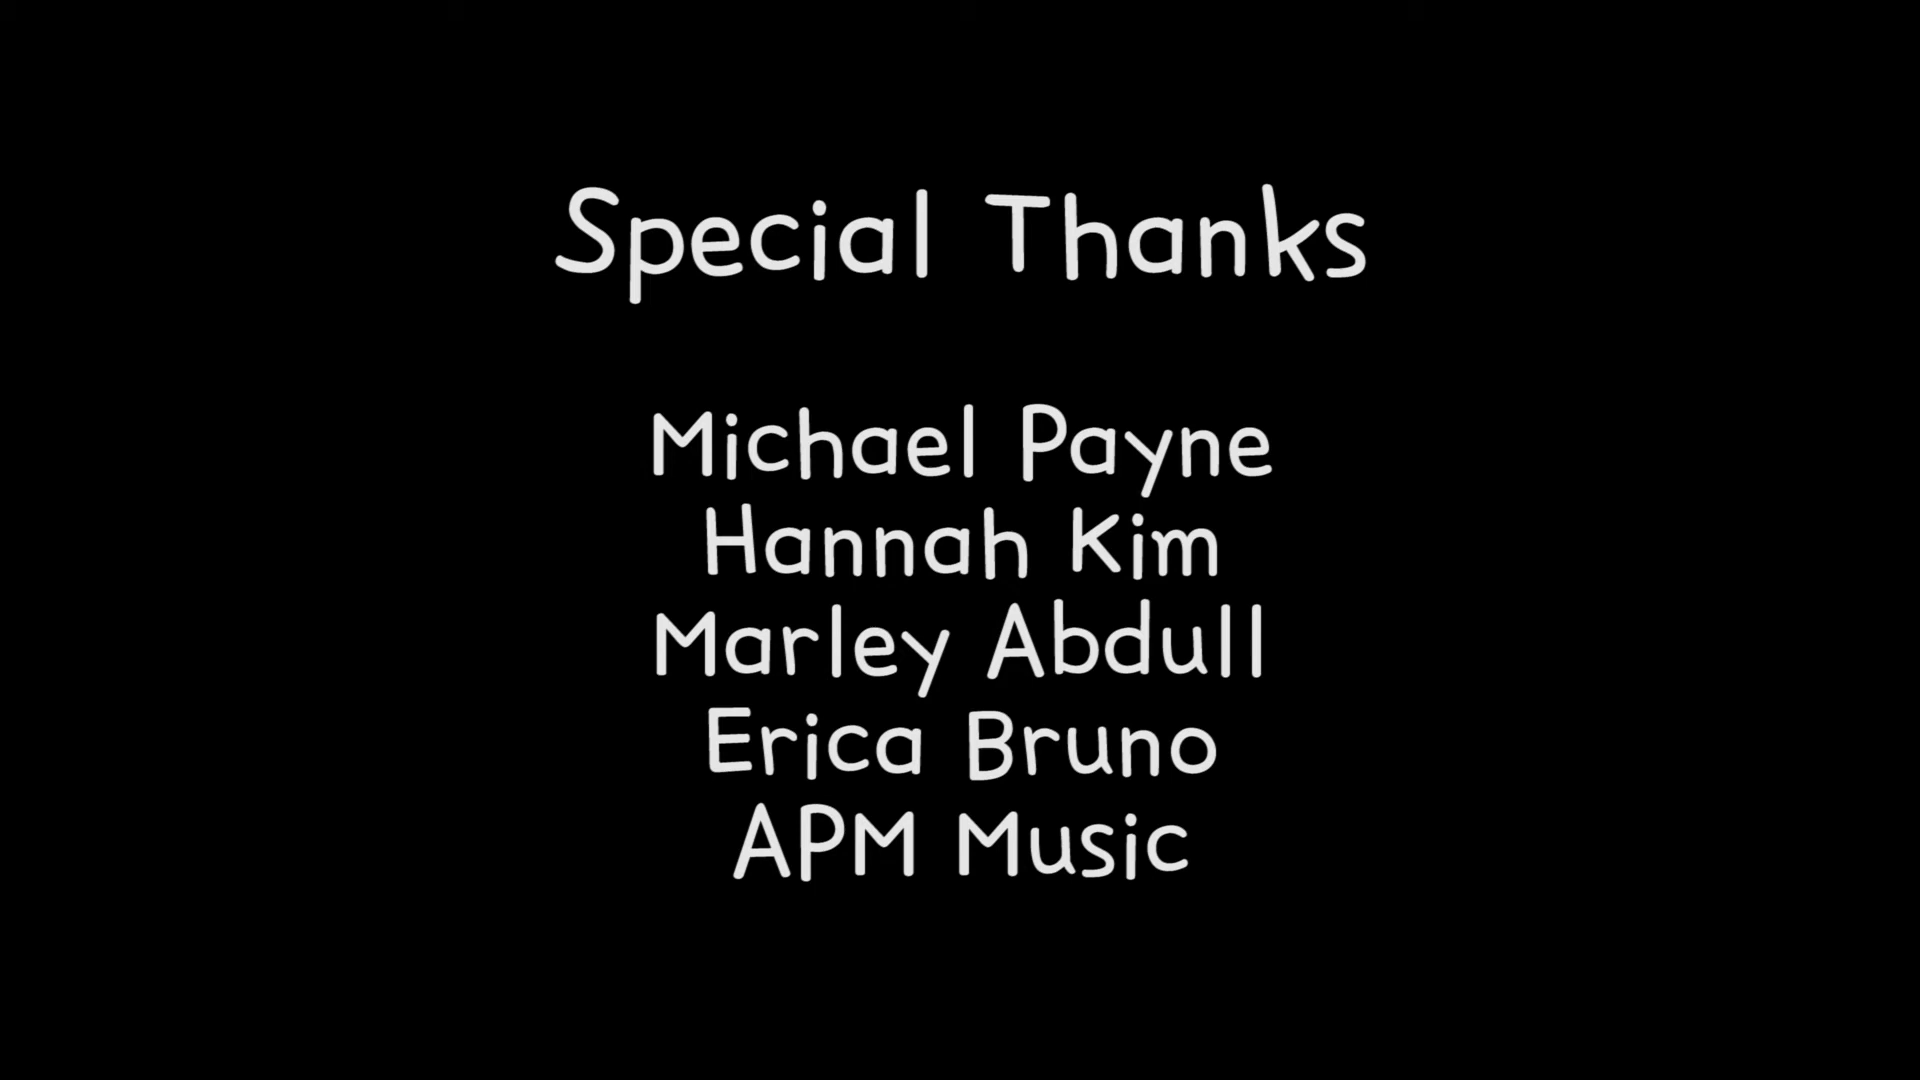 Special Thanks
Michael Payne
Hannah Kim
Marley Abdull
Erica Bruno
APM Music